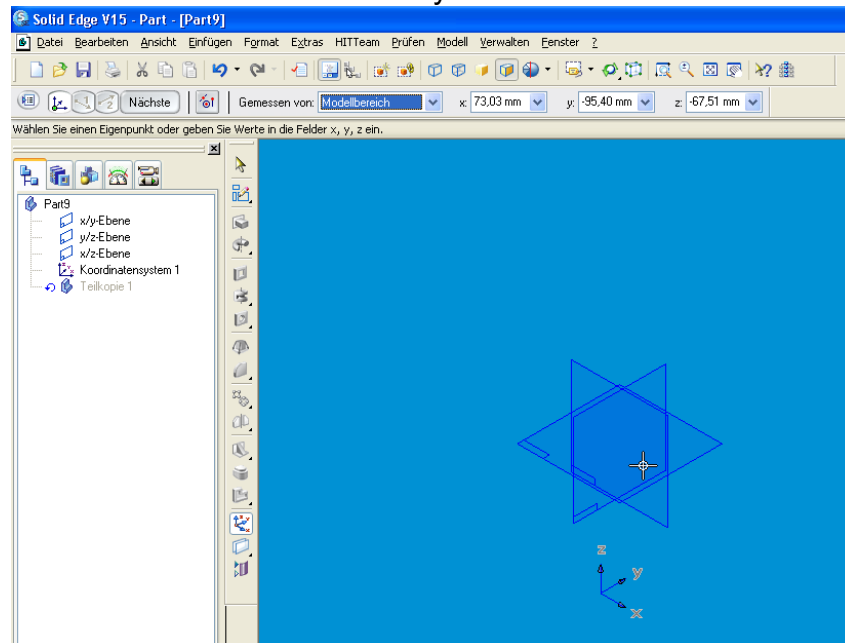 Solid Edge V15 - Part - [Part9]
Datei Bearbeiten Ansicht Einfügen Format Extras HITTeam Prüfen Modell Verwalten Fenster ?
Nächste Gemessen von: Modellbereich x: 73,03 mm y: -95,40 mm z: -67,51 mm
Wählen Sie einen Eigenpunkt oder geben Sie Werte in die Felder x, y, z ein.
Part9
x/y-Ebene
y/z-Ebene
x/z-Ebene
Koordinatensystem 1
Teilkopie 1
z
y
x